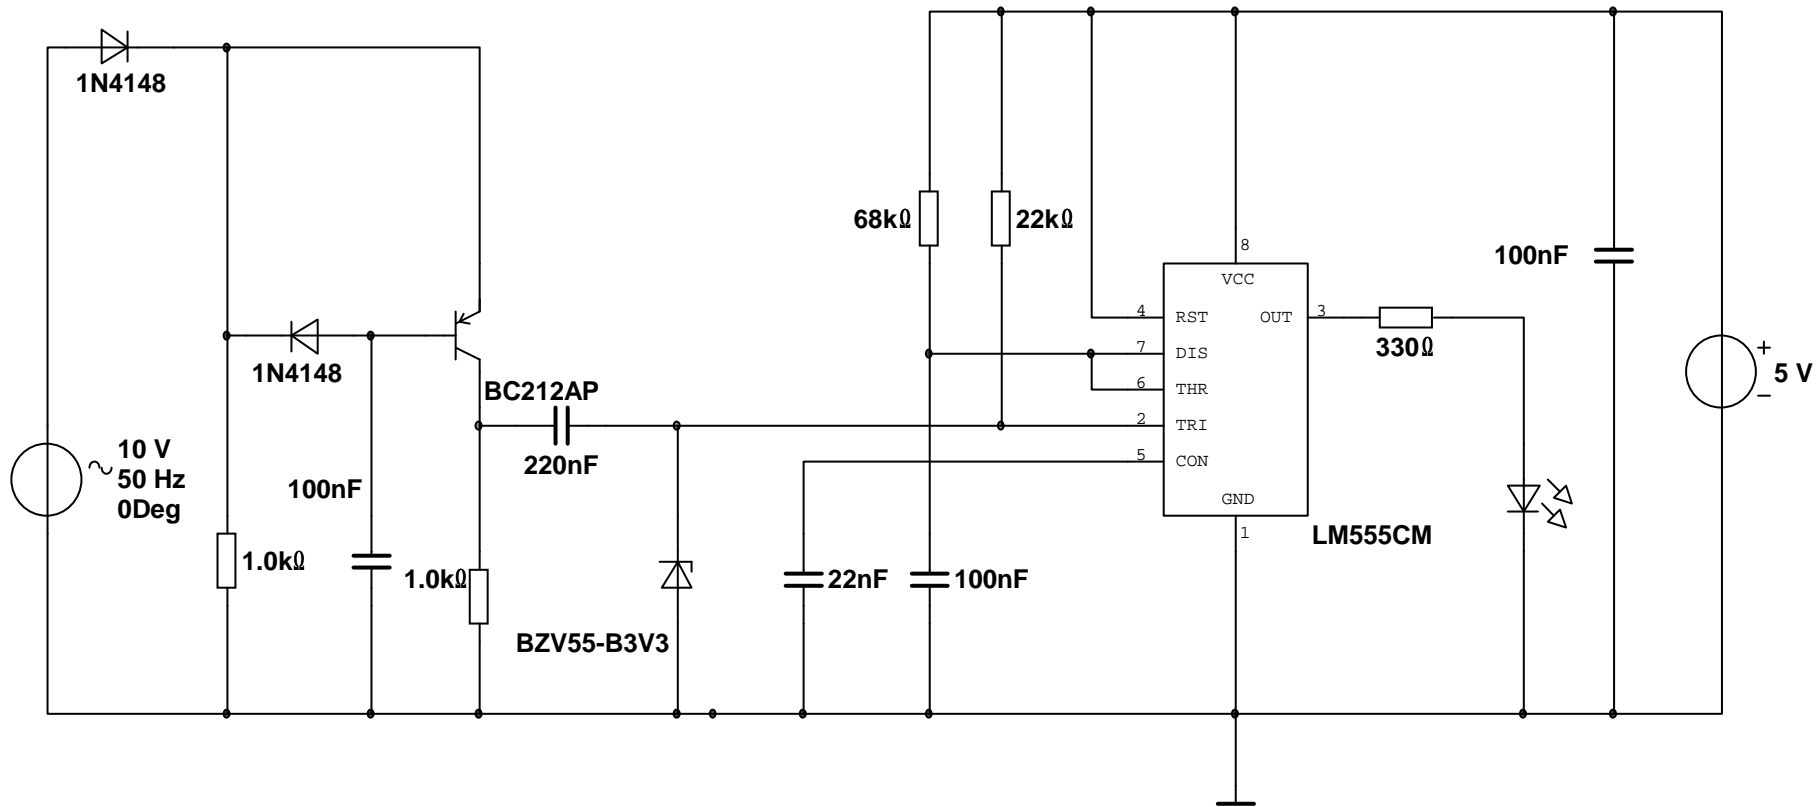 1N4148
68kΩ
22kΩ
8
VCC
100nF
4
RST
OUT
3
330Ω
7
DIS
1N4148
+
5 V
−
6
THR
BC212AP
2
TRI
10 V
50 Hz
0Deg
220nF
5
CON
100nF
GND
1
LM555CM
1.0kΩ
1.0kΩ
22nF
100nF
BZV55-B3V3